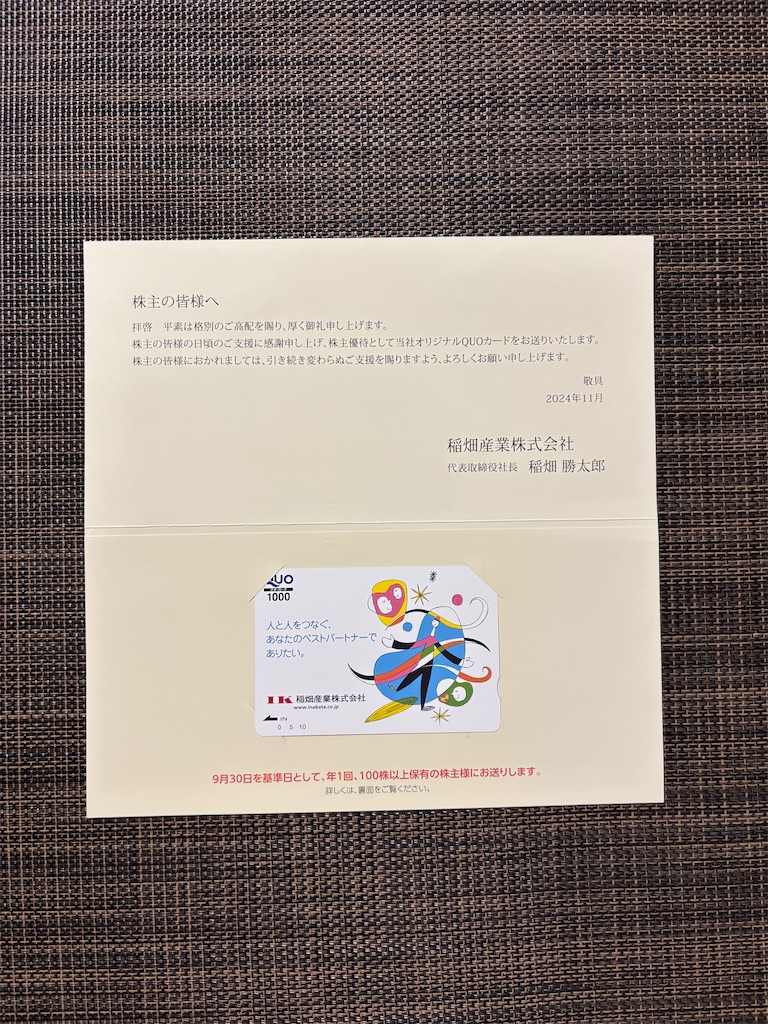 株主の皆様へ
拝啓　平素は格別のご高配を賜り、厚く御礼申し上げます。
株主の皆様の日頃のご支援に感謝申し上げ、株主優待として当社オリジナルQUOカードをお送りいたします。
株主の皆様におかれましては、引き続き変わらぬご支援を賜りますよう、よろしくお願い申し上げます。
敬具
2024年11月
稲畑産業株式会社
代表取締役社長　稲畑 勝太郎
QUO
1000
人と人をつなぐ、
あなたのベストパートナーで
ありたい。
IK 稲畑産業株式会社
www.inabata.co.jp
IN
0 5 10
9月30日を基準日として、年1回、100株以上保有の株主様にお送りします。
詳しくは、裏面をご覧ください。